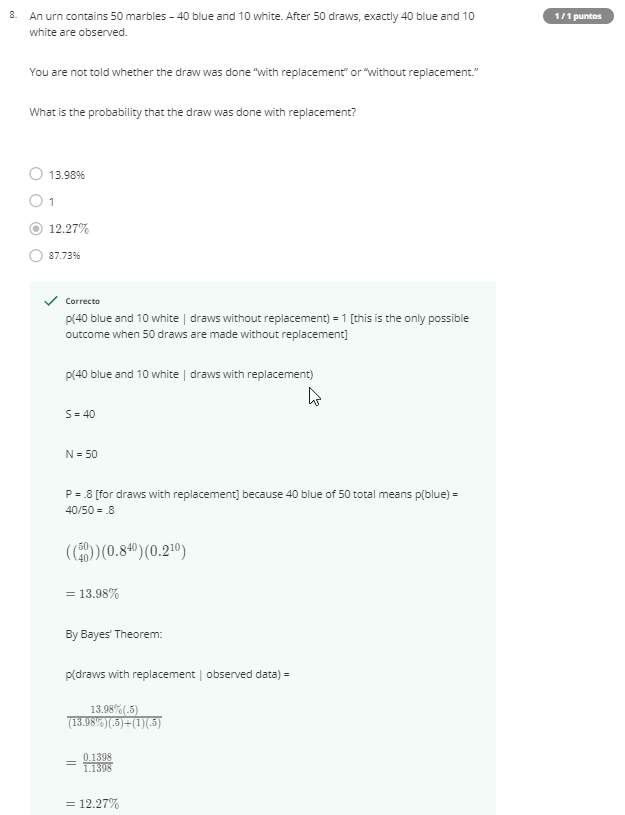 8. An urn contains 50 marbles – 40 blue and 10 white. After 50 draws, exactly 40 blue and 10
white are observed.
1 / 1 puntos
You are not told whether the draw was done "with replacement" or "without replacement."
What is the probability that the draw was done with replacement?
13.98%
1
12.27%
87.73%
Correcto
p(40 blue and 10 white | draws without replacement) = 1 [this is the only possible
outcome when 50 draws are made without replacement]
p(40 blue and 10 white | draws with replacement)
S = 40
N = 50
P = .8 [for draws with replacement] because 40 blue of 50 total means p(blue) =
40/50 = .8
((50 40))(0.8^40)(0.2^10)
= 13.98%
By Bayes' Theorem:
p(draws with replacement | observed data) =
13.98%(.5)
(13.98%)(.5)+(1)(.5)
= 0.1398
1.1398
= 12.27%